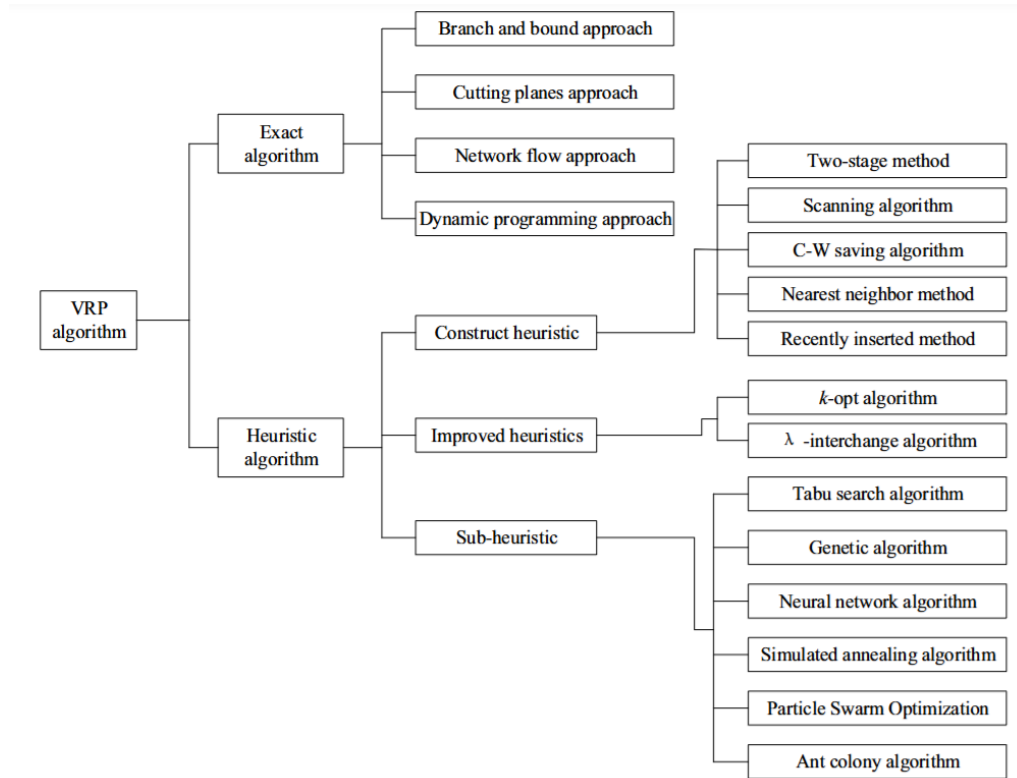 Branch and bound approach
Cutting planes approach
Exact
algorithm
Network flow approach
Two-stage method
Dynamic programming approach
Scanning algorithm
C-W saving algorithm
VRP
algorithm
Nearest neighbor method
Construct heuristic
Recently inserted method
k-opt algorithm
Heuristic
algorithm
Improved heuristics
λ -interchange algorithm
Tabu search algorithm
Sub-heuristic
Genetic algorithm
Neural network algorithm
Simulated annealing algorithm
Particle Swarm Optimization
Ant colony algorithm